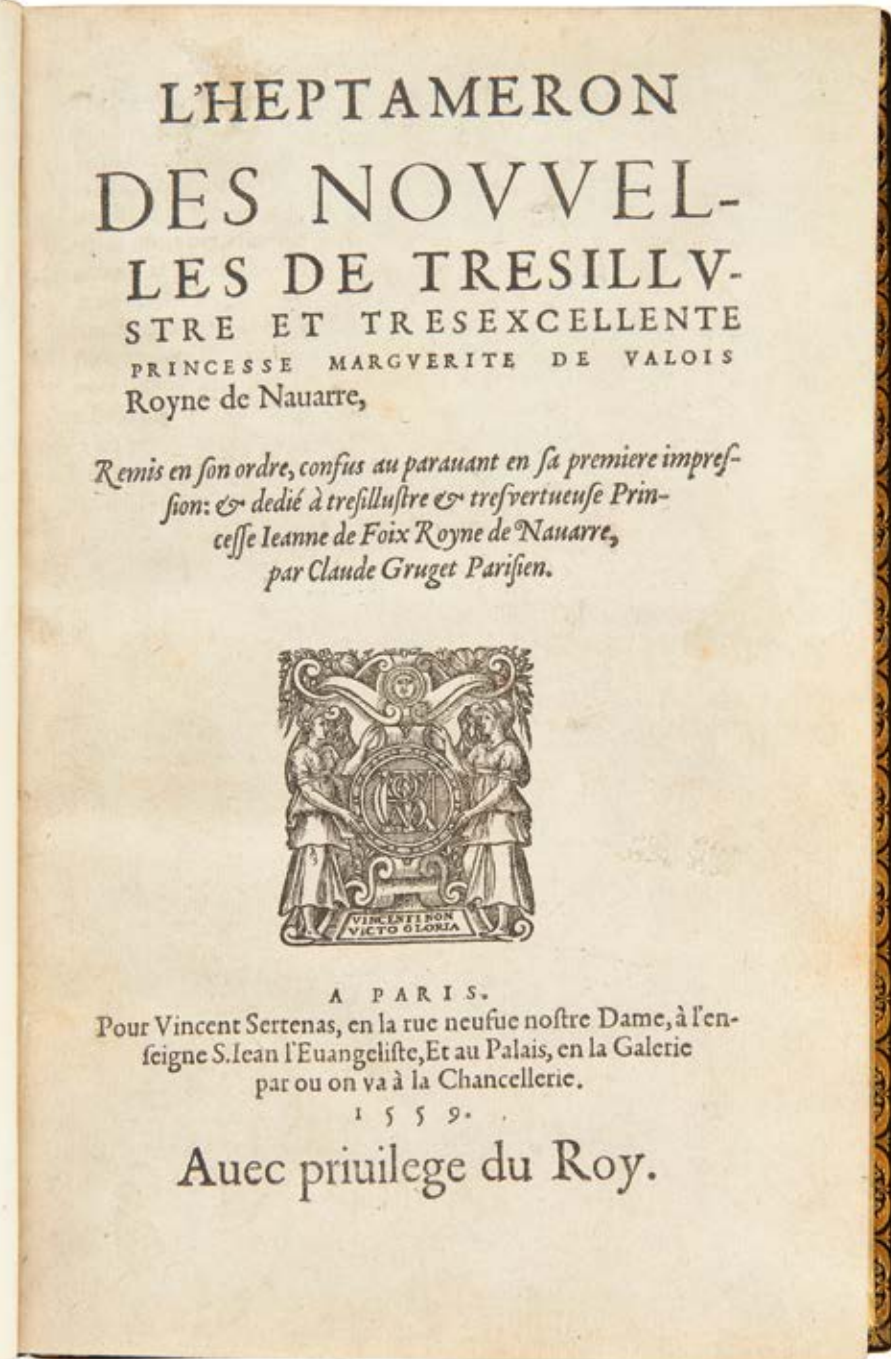 L'HEPTAMERON
DES NOVVEL-
LES DE TRESILLV-
STRE ET TRESEXCELLENTE
PRINCESSE MARGVERITE DE VALOIS
Royne de Nauarre,
Remis en ſon ordre, confus au parauant en ſa premiere impreſ-
ſion: & dedié à treſilluſtre & treſvertueuſe Prin-
ceſſe Ieanne de Foix Royne de Nauarre,
par Claude Gruget Pariſien.
VINCENTI NON
VICTO GLORIA
A PARIS.
Pour Vincent Sertenas, en la rue neufue noſtre Dame, à l'en-
ſeigne S.Iean l'Euangeliſte, Et au Palais, en la Galerie
par ou on va à la Chancellerie.
1559.
Auec priuilege du Roy.